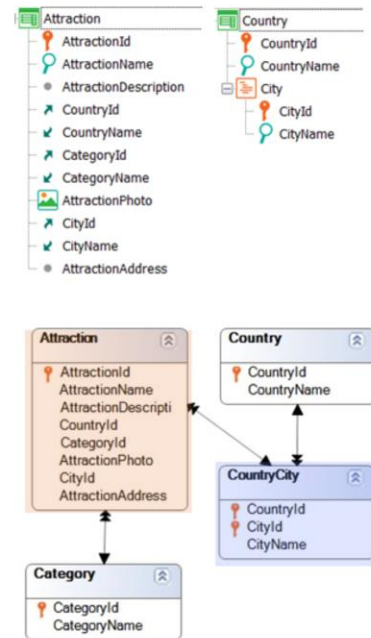 Attraction
AttractionId
AttractionName
AttractionDescription
CountryId
CountryName
CategoryId
CategoryName
AttractionPhoto
CityId
CityName
AttractionAddress
Country
CountryId
CountryName
City
CityId
CityName
Attraction
AttractionId
AttractionName
AttractionDescripti
CountryId
CategoryId
AttractionPhoto
CityId
AttractionAddress
Country
CountryId
CountryName
CountryCity
CountryId
CityId
CityName
Category
CategoryId
CategoryName